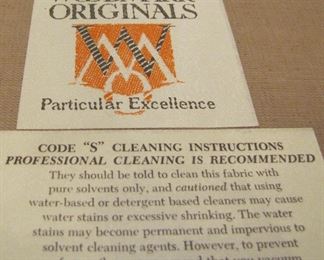 ORIGINALS
Particular Excellence
CODE "S" CLEANING INSTRUCTIONS
PROFESSIONAL CLEANING IS RECOMMENDED
They should be told to clean this fabric with
pure solvents only, and cautioned that using
water-based or detergent based cleaners may cause
water stains or excessive shrinking. The water
stains may become permanent and impervious to
solvent cleaning agents. However, to prevent